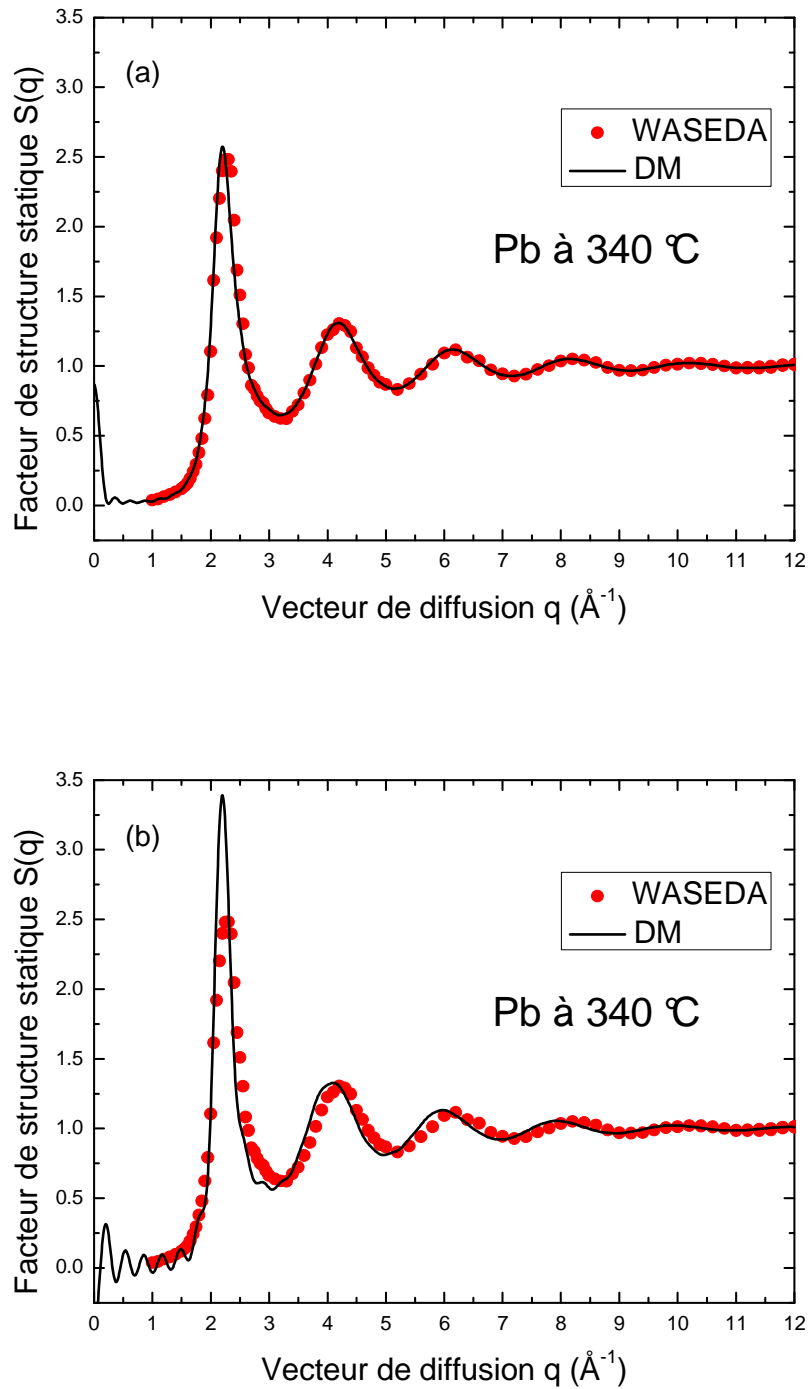 (a)
WASEDA
DM
Pb à 340 °C
Facteur de structure statique S(q)
3.5
3.0
2.5
2.0
1.5
1.0
0.5
0.0
0 1 2 3 4 5 6 7 8 9 10 11 12
Vecteur de diffusion q (Å⁻¹)
(b)
WASEDA
DM
Pb à 340 °C
Facteur de structure statique S(q)
3.5
3.0
2.5
2.0
1.5
1.0
0.5
0.0
0 1 2 3 4 5 6 7 8 9 10 11 12
Vecteur de diffusion q (Å⁻¹)